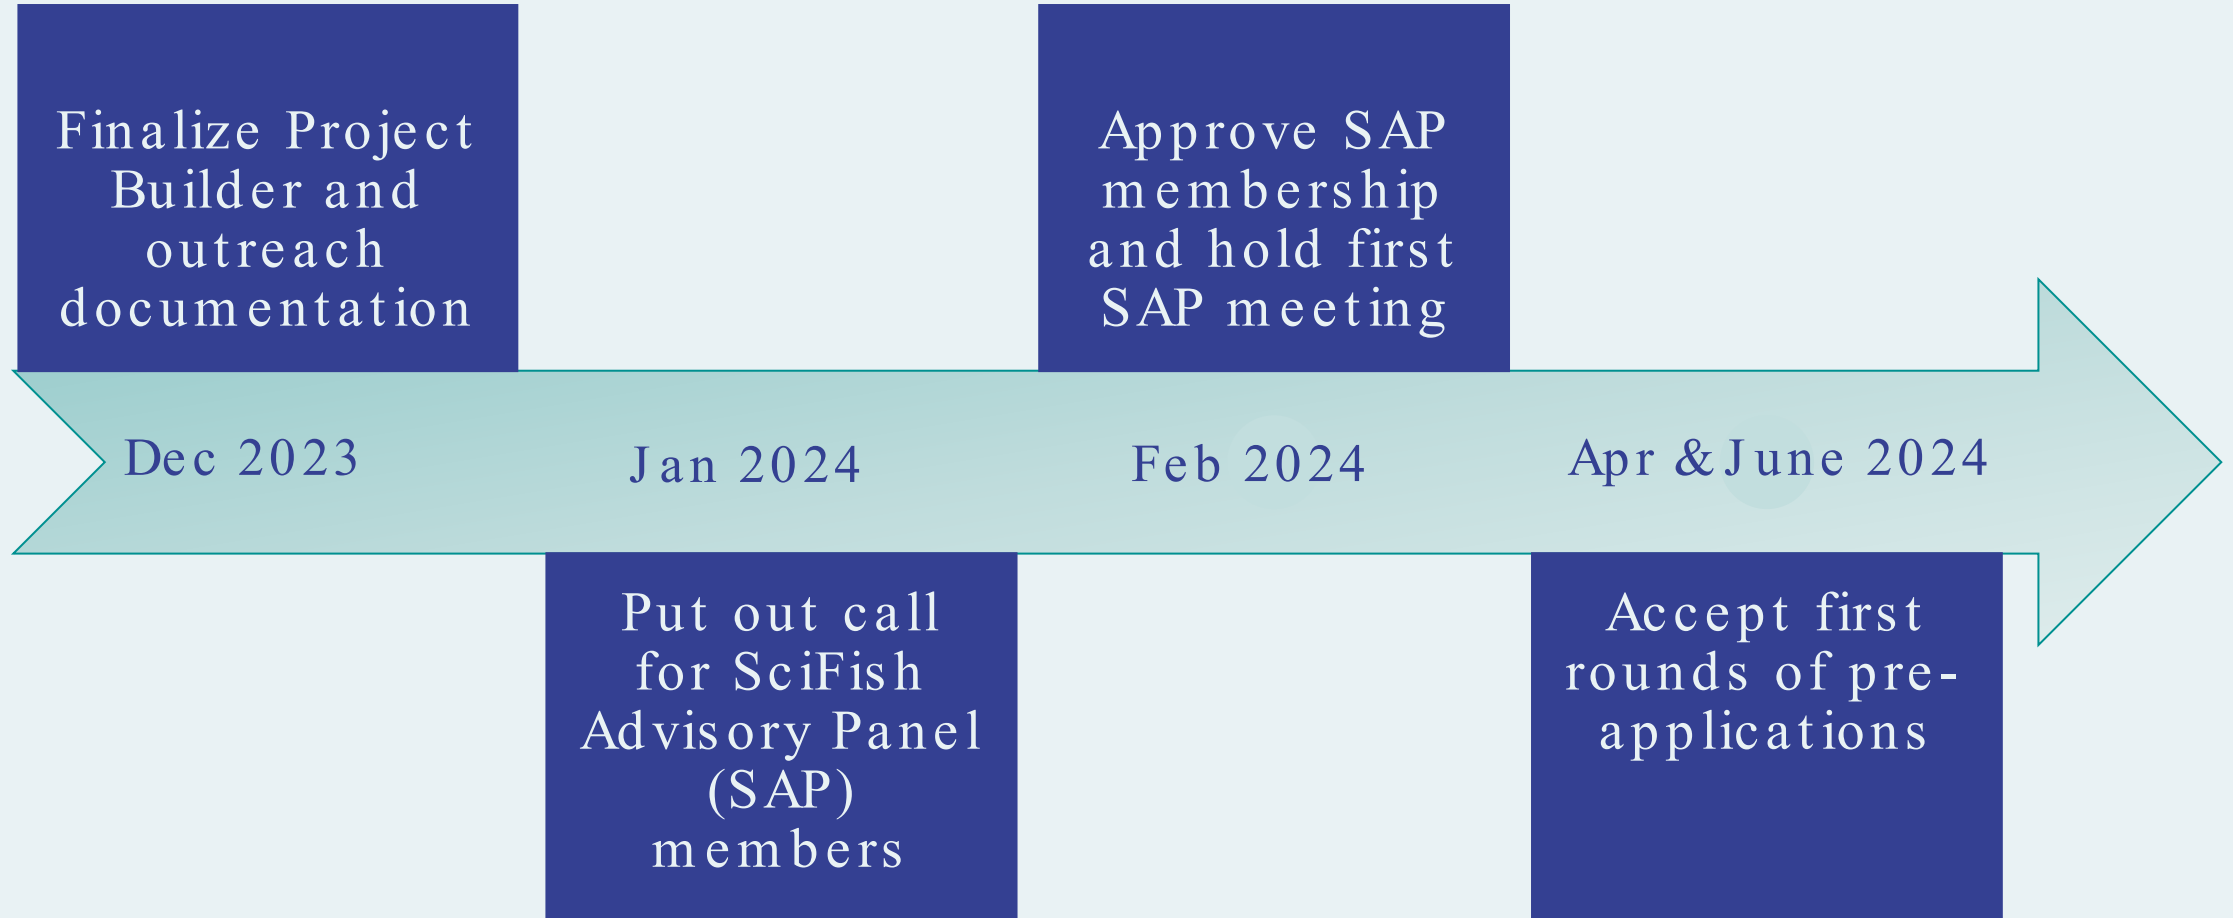 Finalize Project
Builder and
outreach
documentation
Approve SAP
membership
and hold first
SAP meeting
Dec 2023
Jan 2024
Feb 2024
Apr & June 2024
Put out call
for SciFish
Advisory Panel
(SAP)
members
Accept first
rounds of pre-
applications